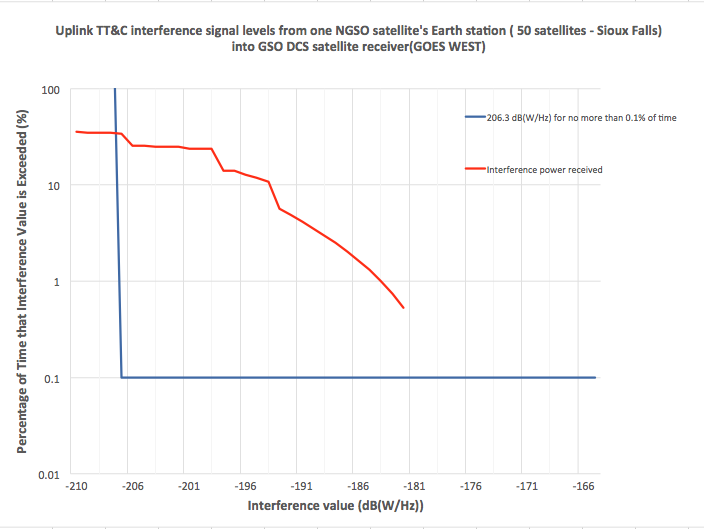 Uplink TT&C interference signal levels from one NGSO satellite's Earth station ( 50 satellites - Sioux Falls)
into GSO DCS satellite receiver(GOES WEST)
Percentage of Time that Interference Value is Exceeded (%)
100
10
1
0.1
0.01
206.3 dB(W/Hz) for no more than 0.1% of time
Interference power received
-210 -206 -201 -196 -191 -186 -181 -176 -171 -166
Interference value (dB(W/Hz))